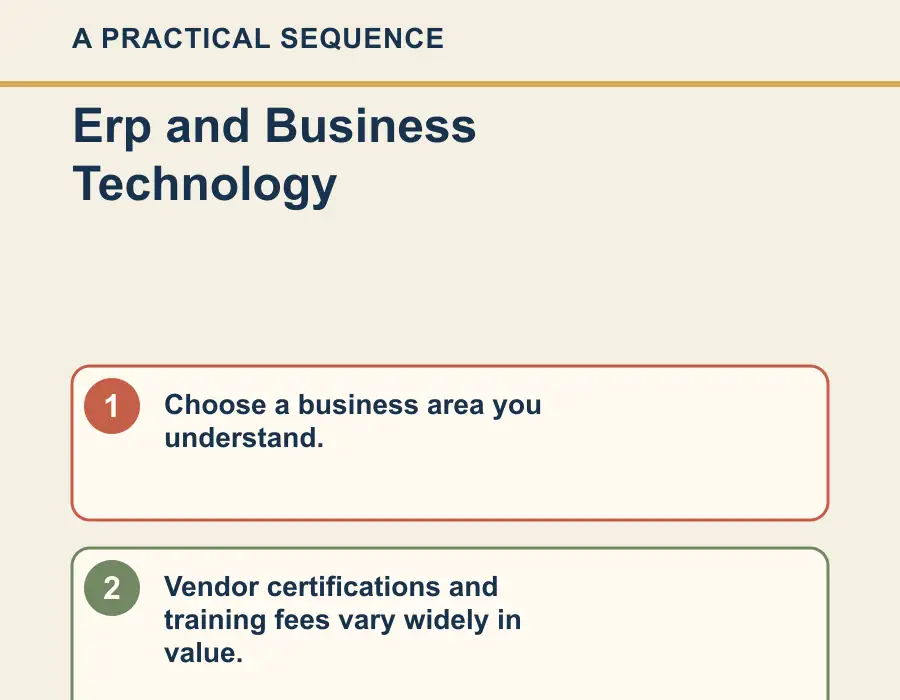 A PRACTICAL SEQUENCE
Erp and Business
Technology
1
Choose a business area you
understand.
2
Vendor certifications and
training fees vary widely in
value.